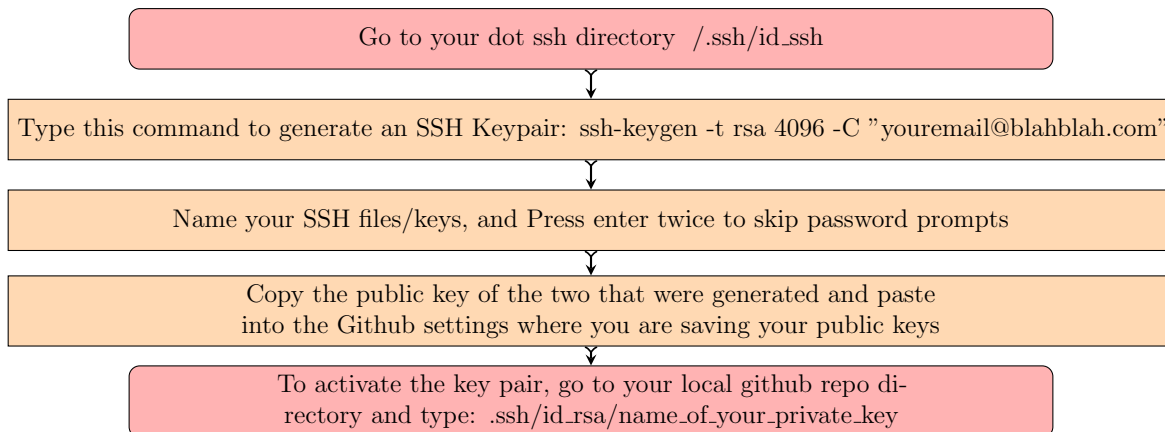 Go to your dot ssh directory /.ssh/id_ssh
Type this command to generate an SSH Keypair: ssh-keygen -t rsa 4096 -C ”youremail@blahblah.com”
Name your SSH files/keys, and Press enter twice to skip password prompts
Copy the public key of the two that were generated and paste
into the Github settings where you are saving your public keys
To activate the key pair, go to your local github repo di-
rectory and type: .ssh/id_rsa/name_of_your_private_key